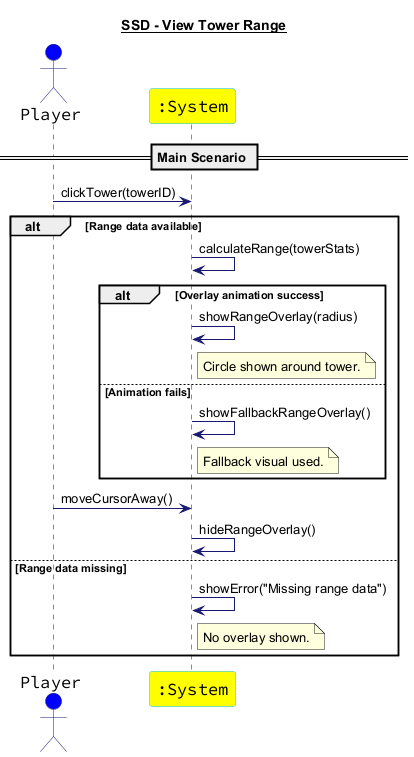 SSD - View Tower Range
Player
:System
Main Scenario
clickTower(towerID)
alt [Range data available]
calculateRange(towerStats)
alt [Overlay animation success]
showRangeOverlay(radius)
Circle shown around tower.
[Animation fails]
showFallbackRangeOverlay()
Fallback visual used.
moveCursorAway()
hideRangeOverlay()
[Range data missing]
showError("Missing range data")
No overlay shown.
Player
:System